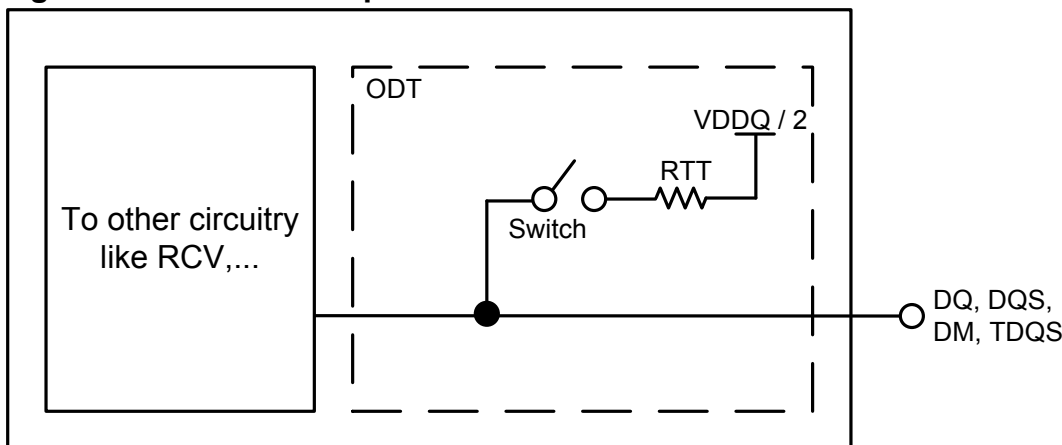 ODT
VDDQ / 2
RTT
Switch
To other circuitry
like RCV,...
DQ, DQS,
DM, TDQS